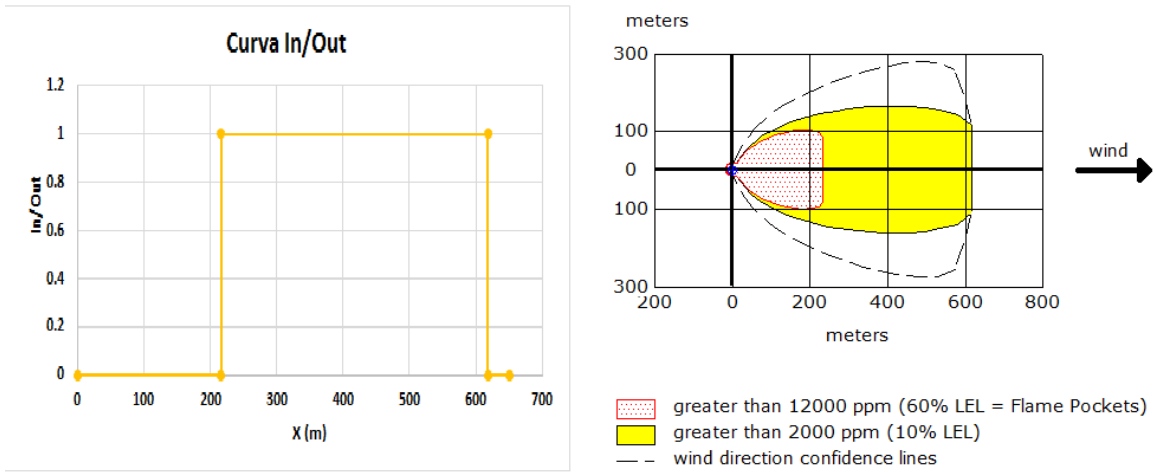 Curva In/Out
1.2
1
0.8
0.6
0.4
0.2
0
In/Out
0 100 200 300 400 500 600 700
X (m)
meters
300
100
0
100
300
200 0 200 400 600 800
meters
wind
greater than 12000 ppm (60% LEL = Flame Pockets)
greater than 2000 ppm (10% LEL)
wind direction confidence lines